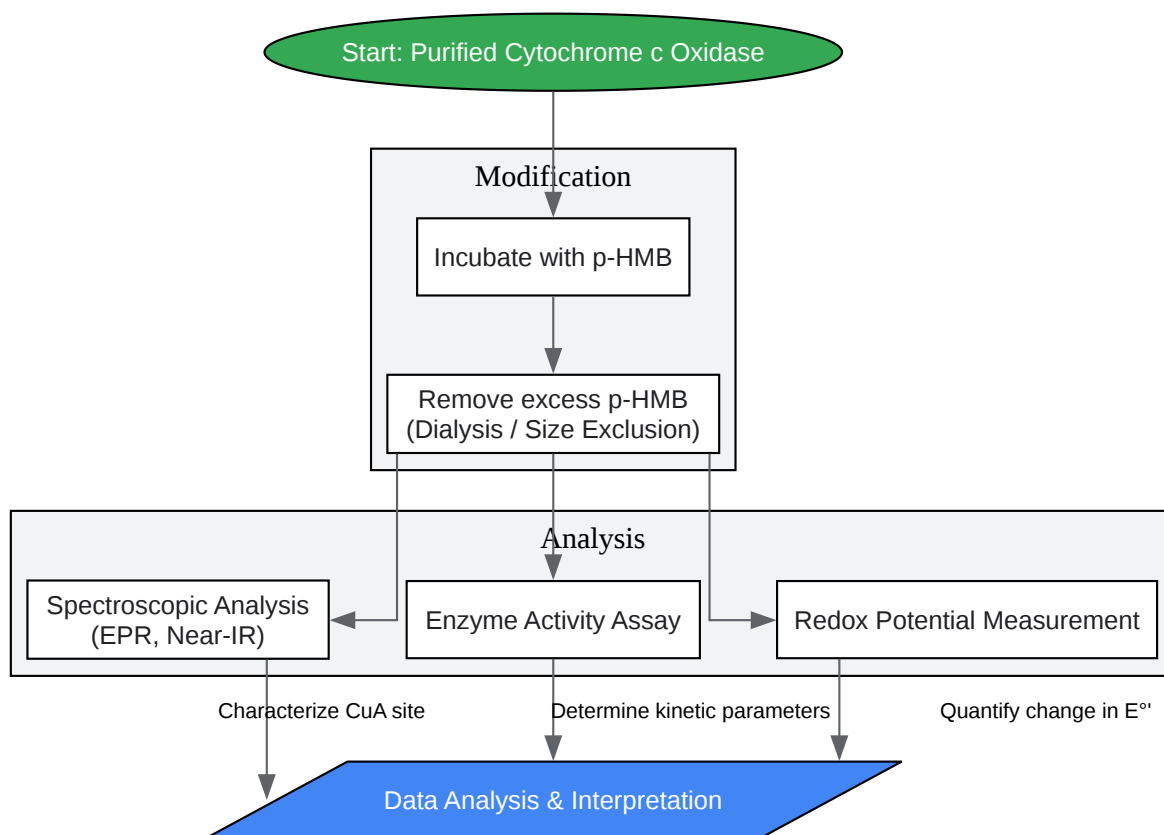 Start: Purified Cytochrome c Oxidase
Modification
Incubate with p-HMB
Remove excess p-HMB
(Dialysis / Size Exclusion)
Analysis
Spectroscopic Analysis
(EPR, Near-IR)
Enzyme Activity Assay
Redox Potential Measurement
Characterize CuA site
Determine kinetic parameters
Quantify change in E°'
Data Analysis & Interpretation